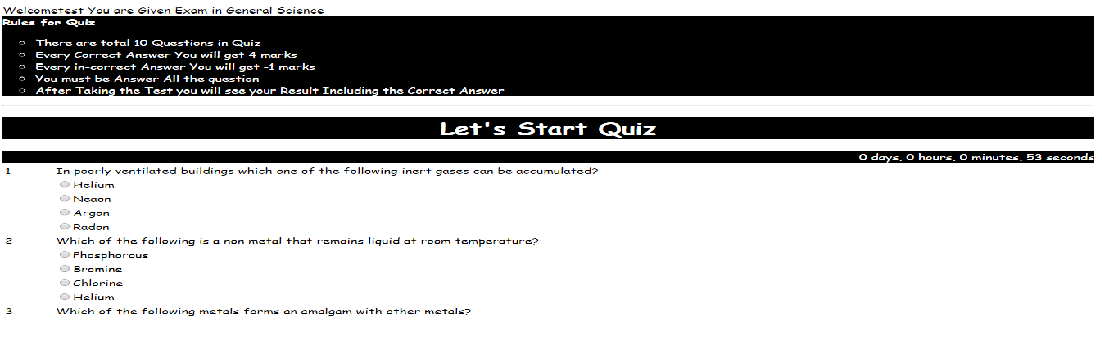 Welcometest You are Given Exam in General Science
Rules for Quiz
There are total 10 Questions in Quiz
Every Correct Answer You will get 4 marks
Every in-correct Answer You will get -1 marks
You must be Answer All the question
After Taking the Test you will see your Result Including the Correct Answer
Let's Start Quiz
0 days, 0 hours, 0 minutes, 53 seconds
1 In poorly ventilated buildings which one of the following inert gases can be accumulated?
Helium
Neaon
Argon
Radon
2 Which of the following is a non metal that remains liquid at room temperature?
Phosphorous
Bromine
Chlorine
Helium
3 Which of the following metals forms an amalgam with other metals?